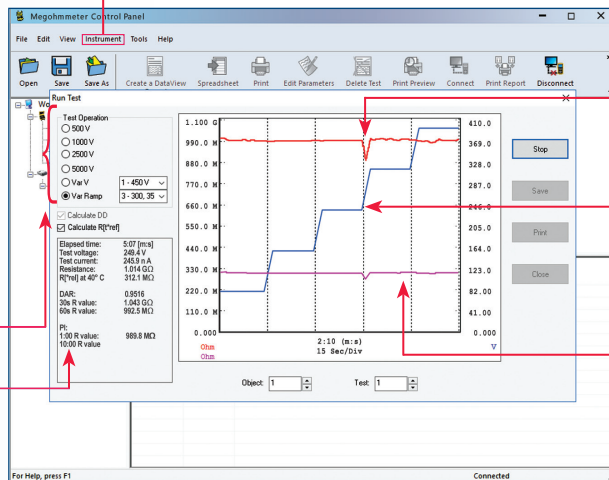 Megohmmeter Control Panel
File Edit View Instrument Tools Help
Open Save Save As Create a DataView Spreadsheet Print Edit Parameters Delete Test Print Preview Connect Print Report Disconnect
Wo
Run Test
Test Operation
500 V
1000 V
2500 V
5000 V
Var V 1 - 450 V
Var Ramp 3 - 300, 35
Calculate DD
Calculate R[t°ref]
Elapsed time: 5:07 [m:s]
Test voltage: 249.4 V
Test current: 245.9 nA
Resistance: 1.014 GΩ
R[°ref] at 40° C 312.1 MΩ
DAR: 0.9516
30s R value: 1.043 GΩ
60s R value: 992.5 MΩ
PI:
1:00 R value: 989.8 MΩ
10:00 R value
1.100 G
990.0 M
880.0 M
770.0 M
660.0 M
550.0 M
440.0 M
330.0 M
220.0 M
110.0 M
0.000
Ohm
Ohm
2:10 (m:s)
15 Sec/Div
410.0
369.0
328.0
287.0
246.0
205.0
164.0
123.0
82.00
41.00
0.000
V
Stop
Save
Print
Close
Object: 1 Test: 1
For Help, press F1 Connected